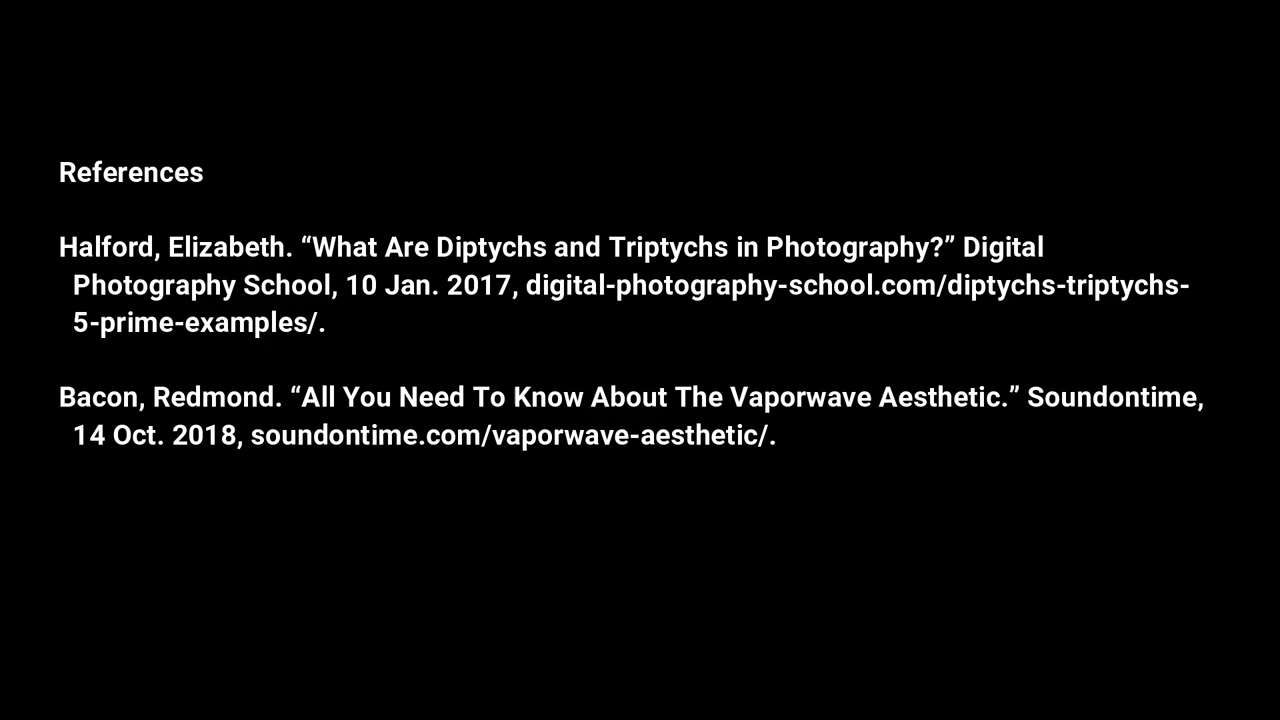 References
Halford, Elizabeth. “What Are Diptychs and Triptychs in Photography?” Digital
Photography School, 10 Jan. 2017, digital-photography-school.com/diptychs-triptychs-
5-prime-examples/.
Bacon, Redmond. “All You Need To Know About The Vaporwave Aesthetic.” Soundontime,
14 Oct. 2018, soundontime.com/vaporwave-aesthetic/.